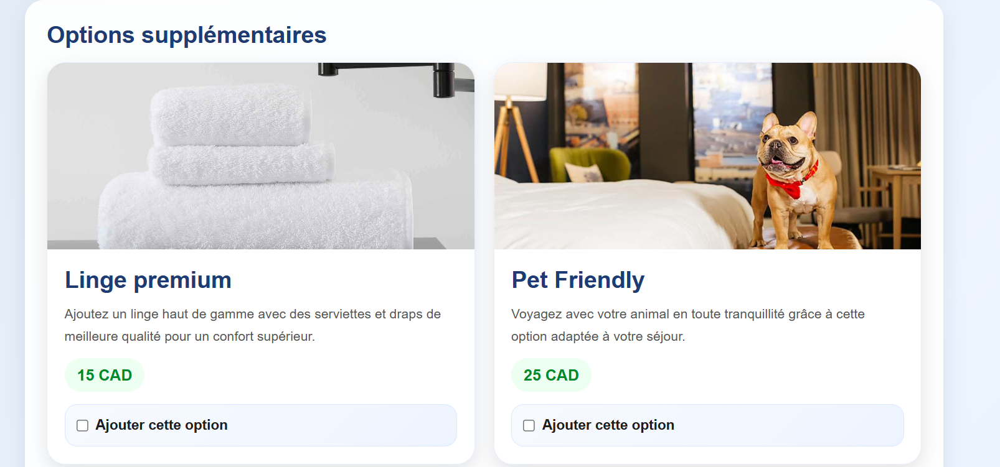 Options supplémentaires
Linge premium
Ajoutez un linge haut de gamme avec des serviettes et draps de
meilleure qualité pour un confort supérieur.
15 CAD
Ajouter cette option
Pet Friendly
Voyagez avec votre animal en toute tranquillité grâce à cette
option adaptée à votre séjour.
25 CAD
Ajouter cette option